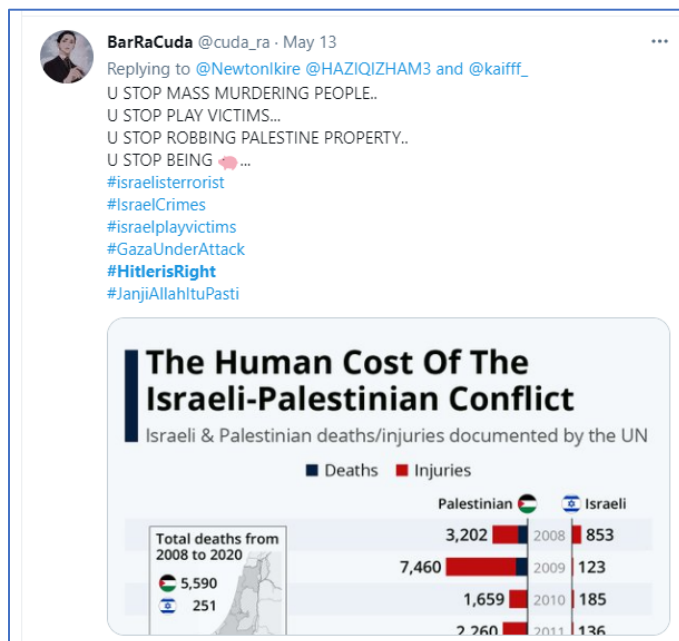 BarRaCuda @cuda_ra · May 13
Replying to @NewtonIkire @HAZIQIZHAM3 and @kaifff_
U STOP MASS MURDERING PEOPLE..
U STOP PLAY VICTIMS...
U STOP ROBBING PALESTINE PROPERTY..
U STOP BEING 🐖...
#israelisterrorist
#IsraelCrimes
#israelplayvictims
#GazaUnderAttack
#HitlerisRight
#JanjiAllahItuPasti
The Human Cost Of The
Israeli-Palestinian Conflict
Israeli & Palestinian deaths/injuries documented by the UN
Deaths Injuries
Palestinian Israeli
Total deaths from
2008 to 2020
5,590
251
3,202 2008 853
7,460 2009 123
1,659 2010 185
2,260 2011 136